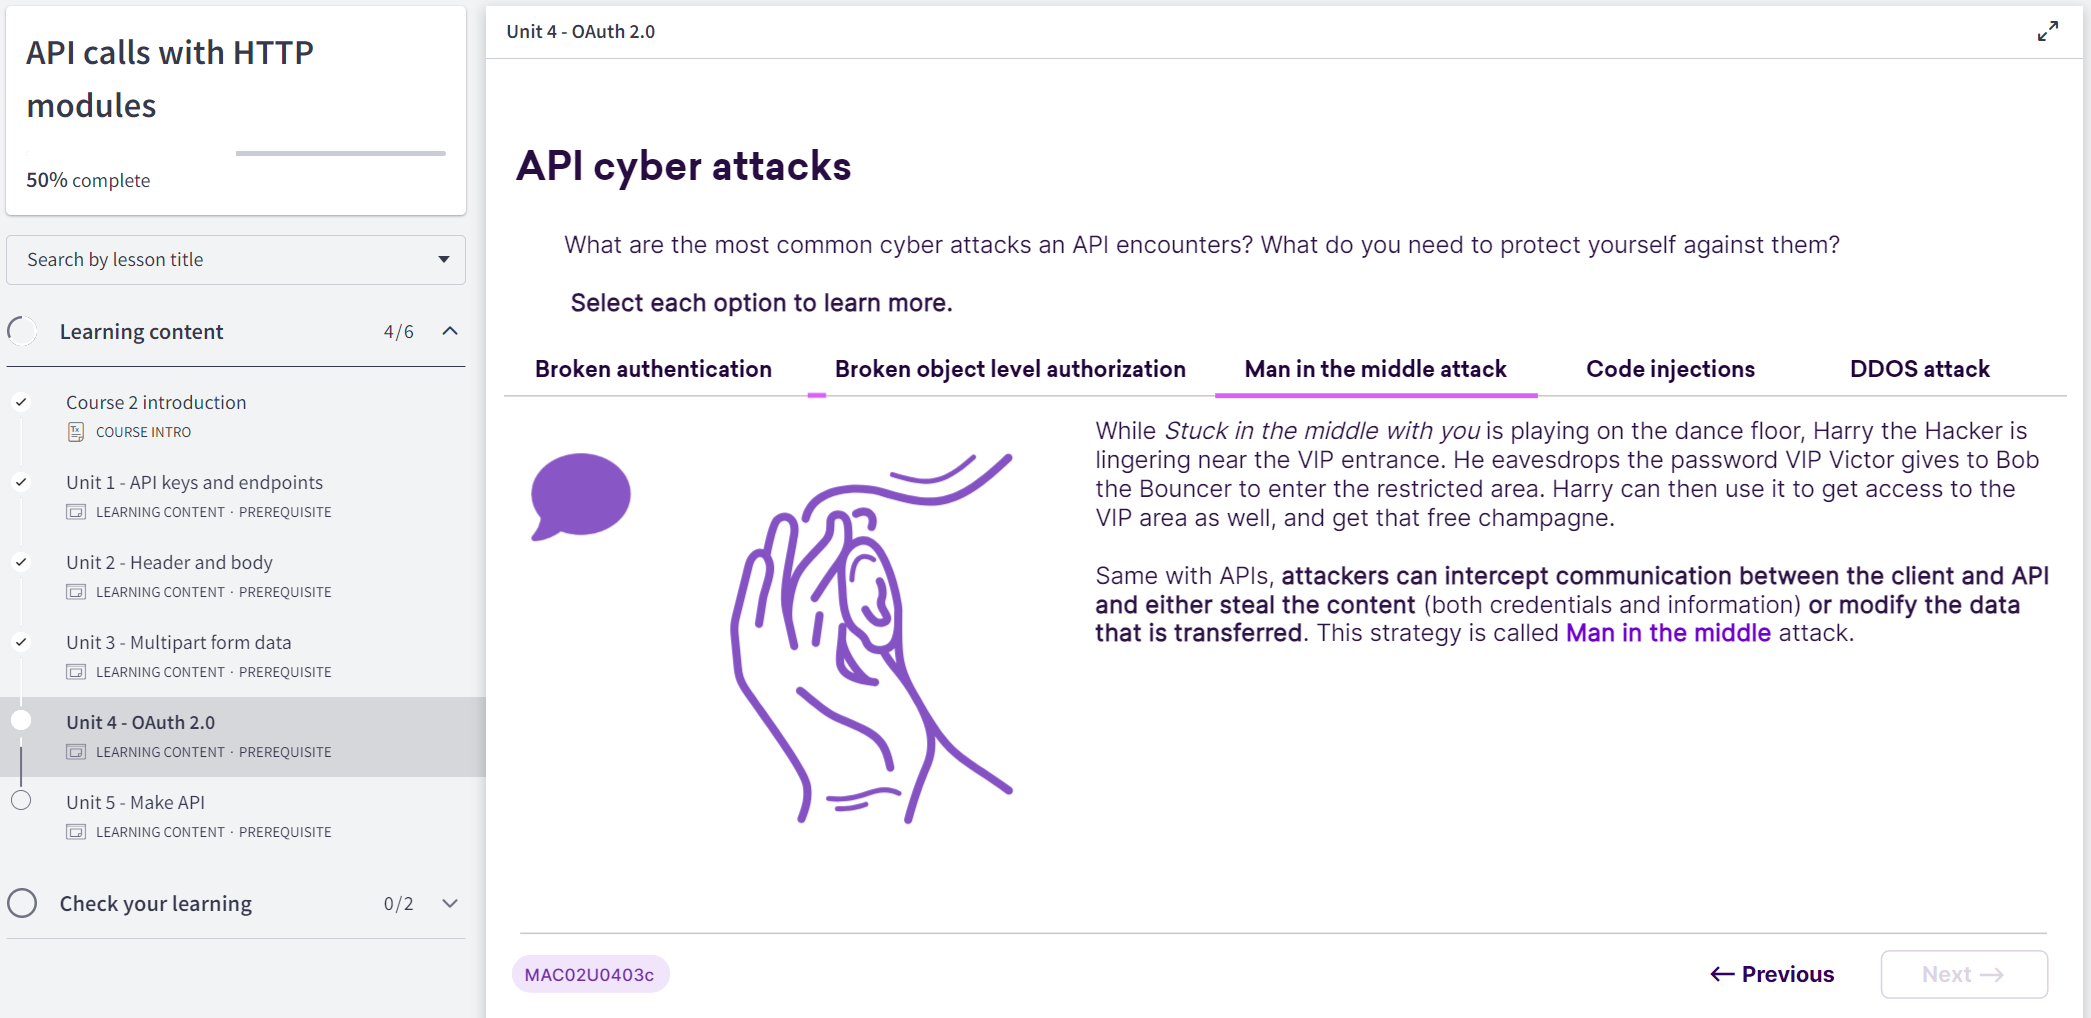 API calls with HTTP
modules
50% complete
Search by lesson title
Learning content 4/6
Course 2 introduction
COURSE INTRO
Unit 1 - API keys and endpoints
LEARNING CONTENT · PREREQUISITE
Unit 2 - Header and body
LEARNING CONTENT · PREREQUISITE
Unit 3 - Multipart form data
LEARNING CONTENT · PREREQUISITE
Unit 4 - OAuth 2.0
LEARNING CONTENT · PREREQUISITE
Unit 5 - Make API
LEARNING CONTENT · PREREQUISITE
Check your learning 0/2
Unit 4 - OAuth 2.0
API cyber attacks
What are the most common cyber attacks an API encounters? What do you need to protect yourself against them?
Select each option to learn more.
Broken authentication Broken object level authorization Man in the middle attack Code injections DDOS attack
While Stuck in the middle with you is playing on the dance floor, Harry the Hacker is
lingering near the VIP entrance. He eavesdrops the password VIP Victor gives to Bob
the Bouncer to enter the restricted area. Harry can then use it to get access to the
VIP area as well, and get that free champagne.
Same with APIs, attackers can intercept communication between the client and API
and either steal the content (both credentials and information) or modify the data
that is transferred. This strategy is called Man in the middle attack.
MAC02U0403c
← Previous
Next →